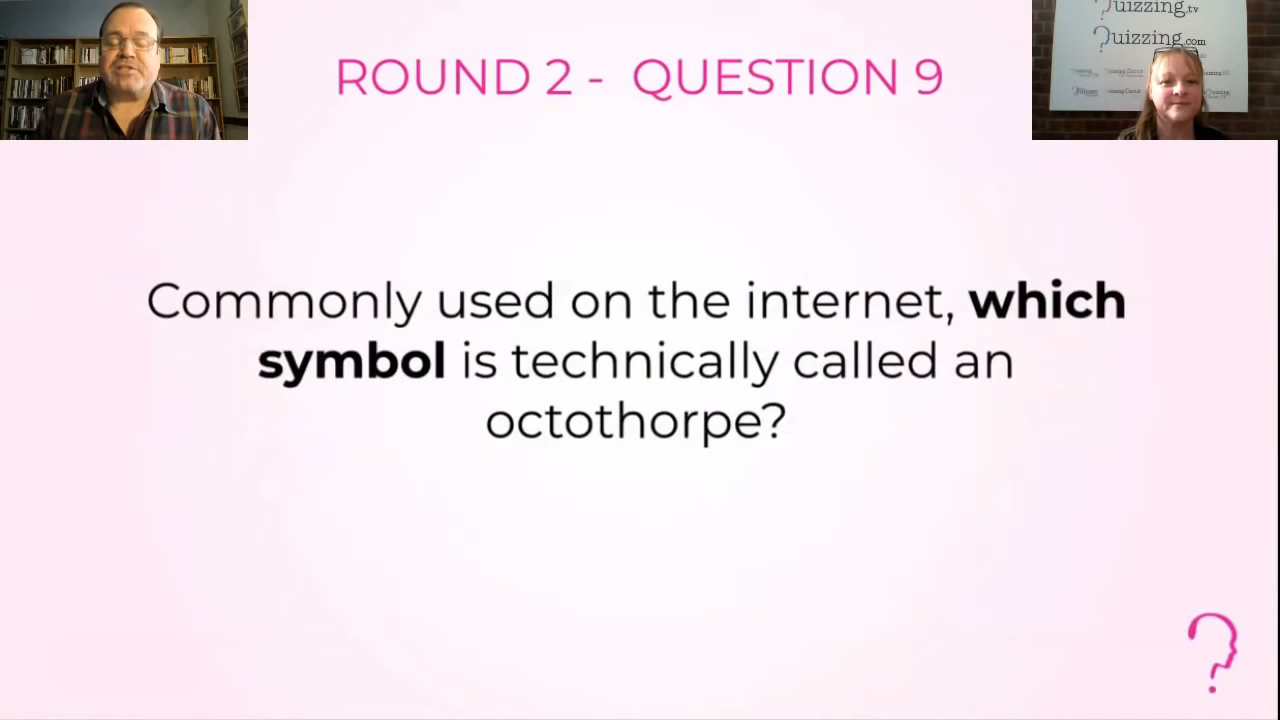 ?uizzing.tv
?uizzing.com
ROUND 2 - QUESTION 9
Commonly used on the internet, which
symbol is technically called an
octothorpe?